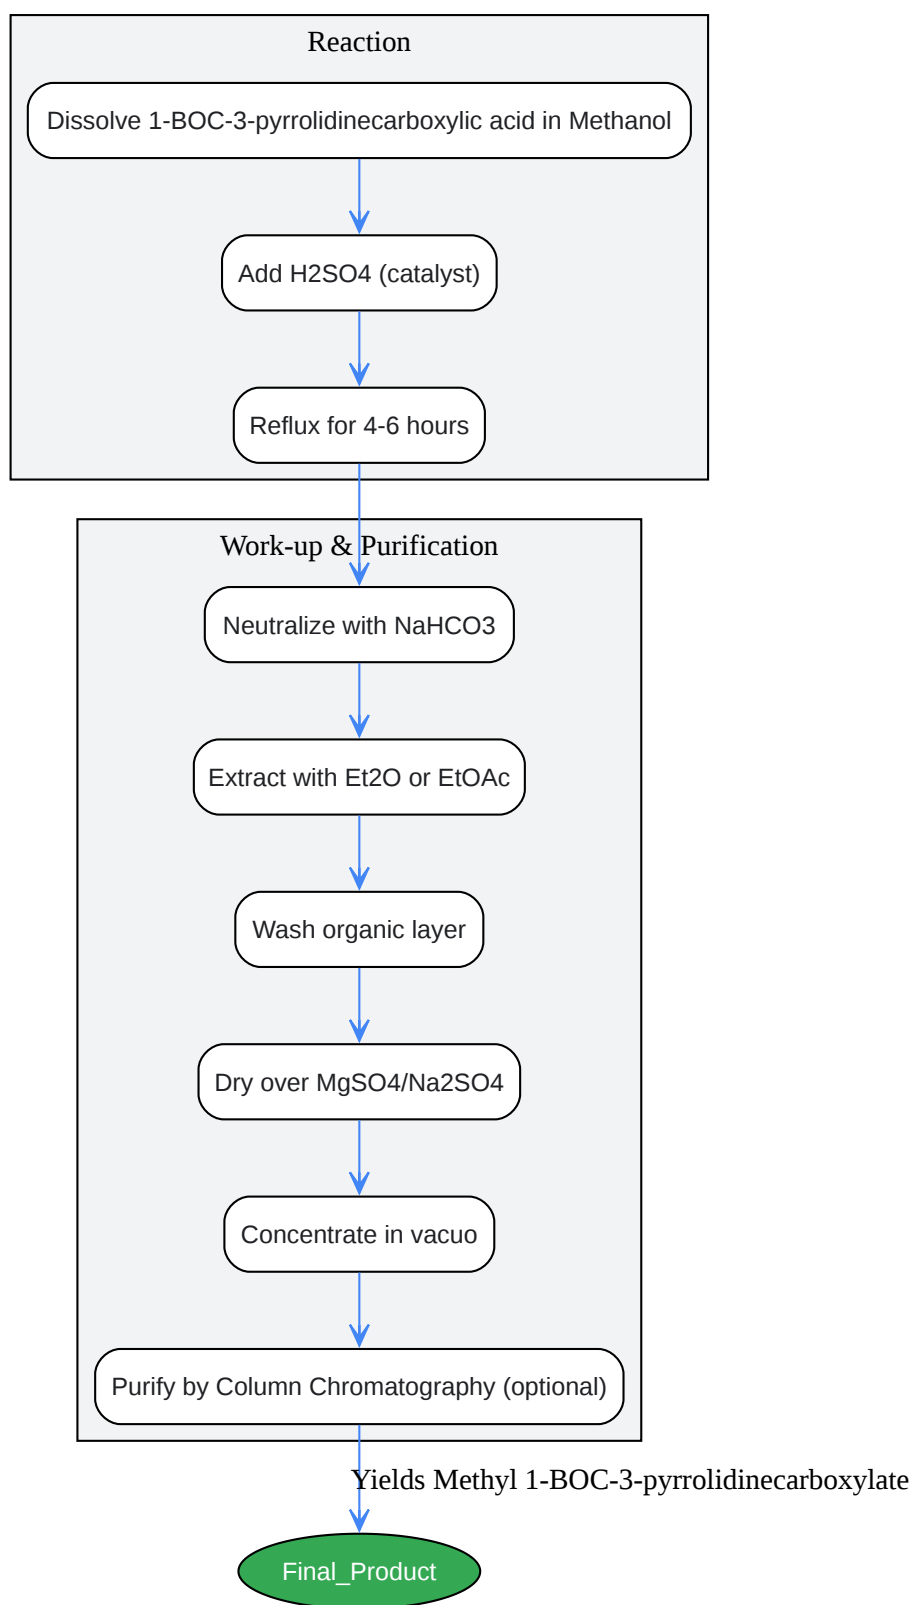 Reaction
Dissolve 1-BOC-3-pyrrolidinecarboxylic acid in Methanol
Add H2SO4 (catalyst)
Reflux for 4-6 hours
Work-up & Purification
Neutralize with NaHCO3
Extract with Et2O or EtOAc
Wash organic layer
Dry over MgSO4/Na2SO4
Concentrate in vacuo
Purify by Column Chromatography (optional)
Yields Methyl 1-BOC-3-pyrrolidinecarboxylate
Final_Product